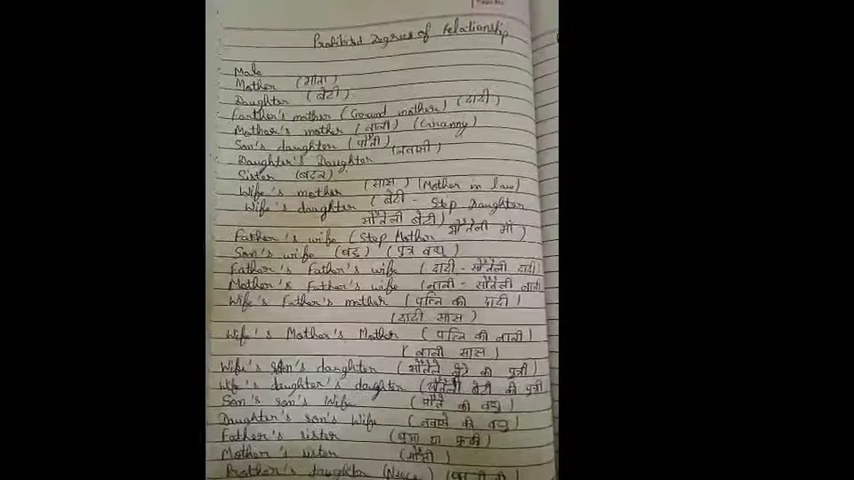 Prohibited Degrees of Relationship
Male
Mother (माता)
Daughter (बेटी)
Farther's mother (Ground mother) (दादी)
Mother's mother (नानी) (Granny)
Son's daughter (पौत्री)
Daughter's Daughter (नवासी)
Sister (बहन)
Wife's mother (सास) (Mother in law)
Wife's daughter (बेटी - Step Daughter
सौतेली बेटी)
Father's wife (Step Mother सौतेली माँ)
Son's wife (बहु) (पुत्र वधु)
Father's Father's wife (दादी - सौतेली दादी)
Mother's Father's wife (नानी - सौतेली नानी
Wife's Father's mother (पत्नि की दादी)
(दादी सास)
Wife's Mother's Mother (पत्नि की नानी)
(नानी सास)
Wife's son's daughter (सौतेले बेटे की पुत्री)
Wife's daughter's daughter (सौतेली बेटी की पुत्री
Son's son's Wife (पौते की वधु)
Daughter's son's Wife (नवासे की वधु)
Father's sister (बुआ या फुफी)
Mother's sister (मौसी)
Brother's daughter (Niece)